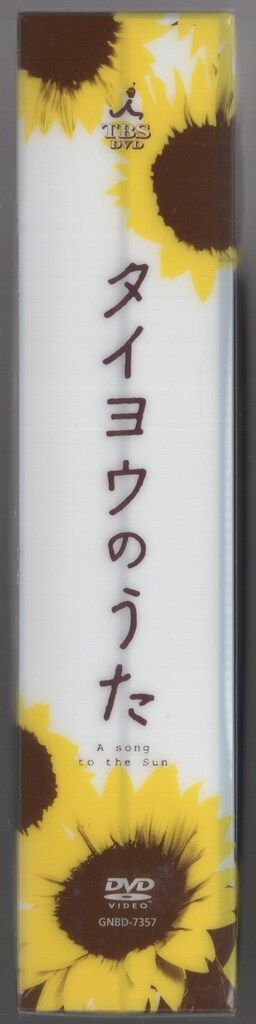 TBS
DVD
タイヨウのうた
A song
to the Sun
DVD
VIDEO
GNBD-7357